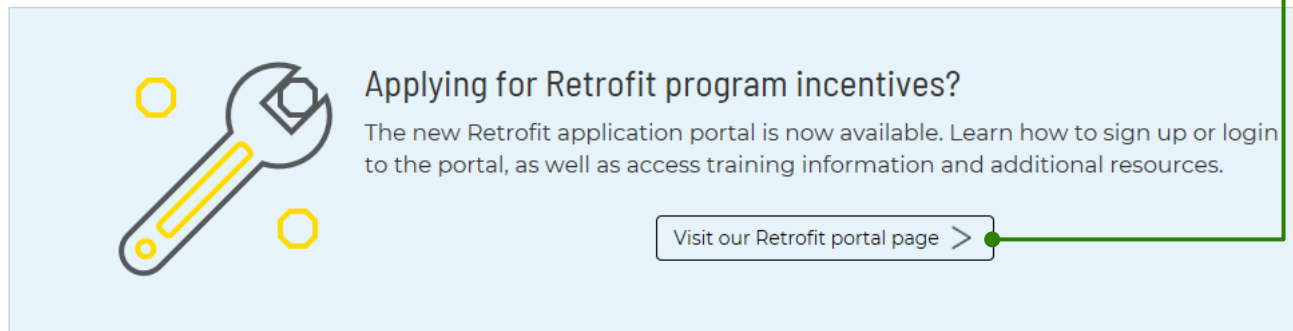 Applying for Retrofit program incentives?
The new Retrofit application portal is now available. Learn how to sign up or login
to the portal, as well as access training information and additional resources.
Visit our Retrofit portal page >